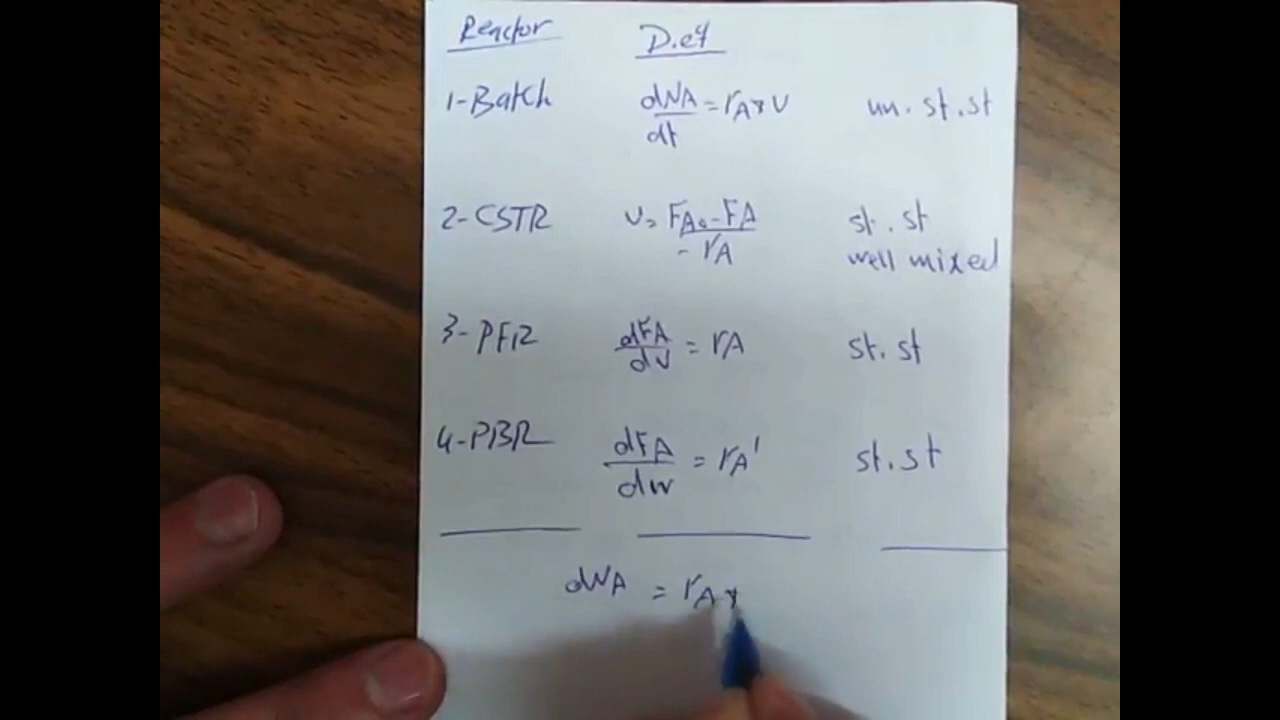 Reactor D.eq
1-Batch dNA/dt = rA*V un. st. st
2-CSTR V= FA0-FA/-rA st. st
well mixed
3-PFR dFA/dV = rA st. st
4-PBR dFA/dw = rA' st. st
dNA = rA*